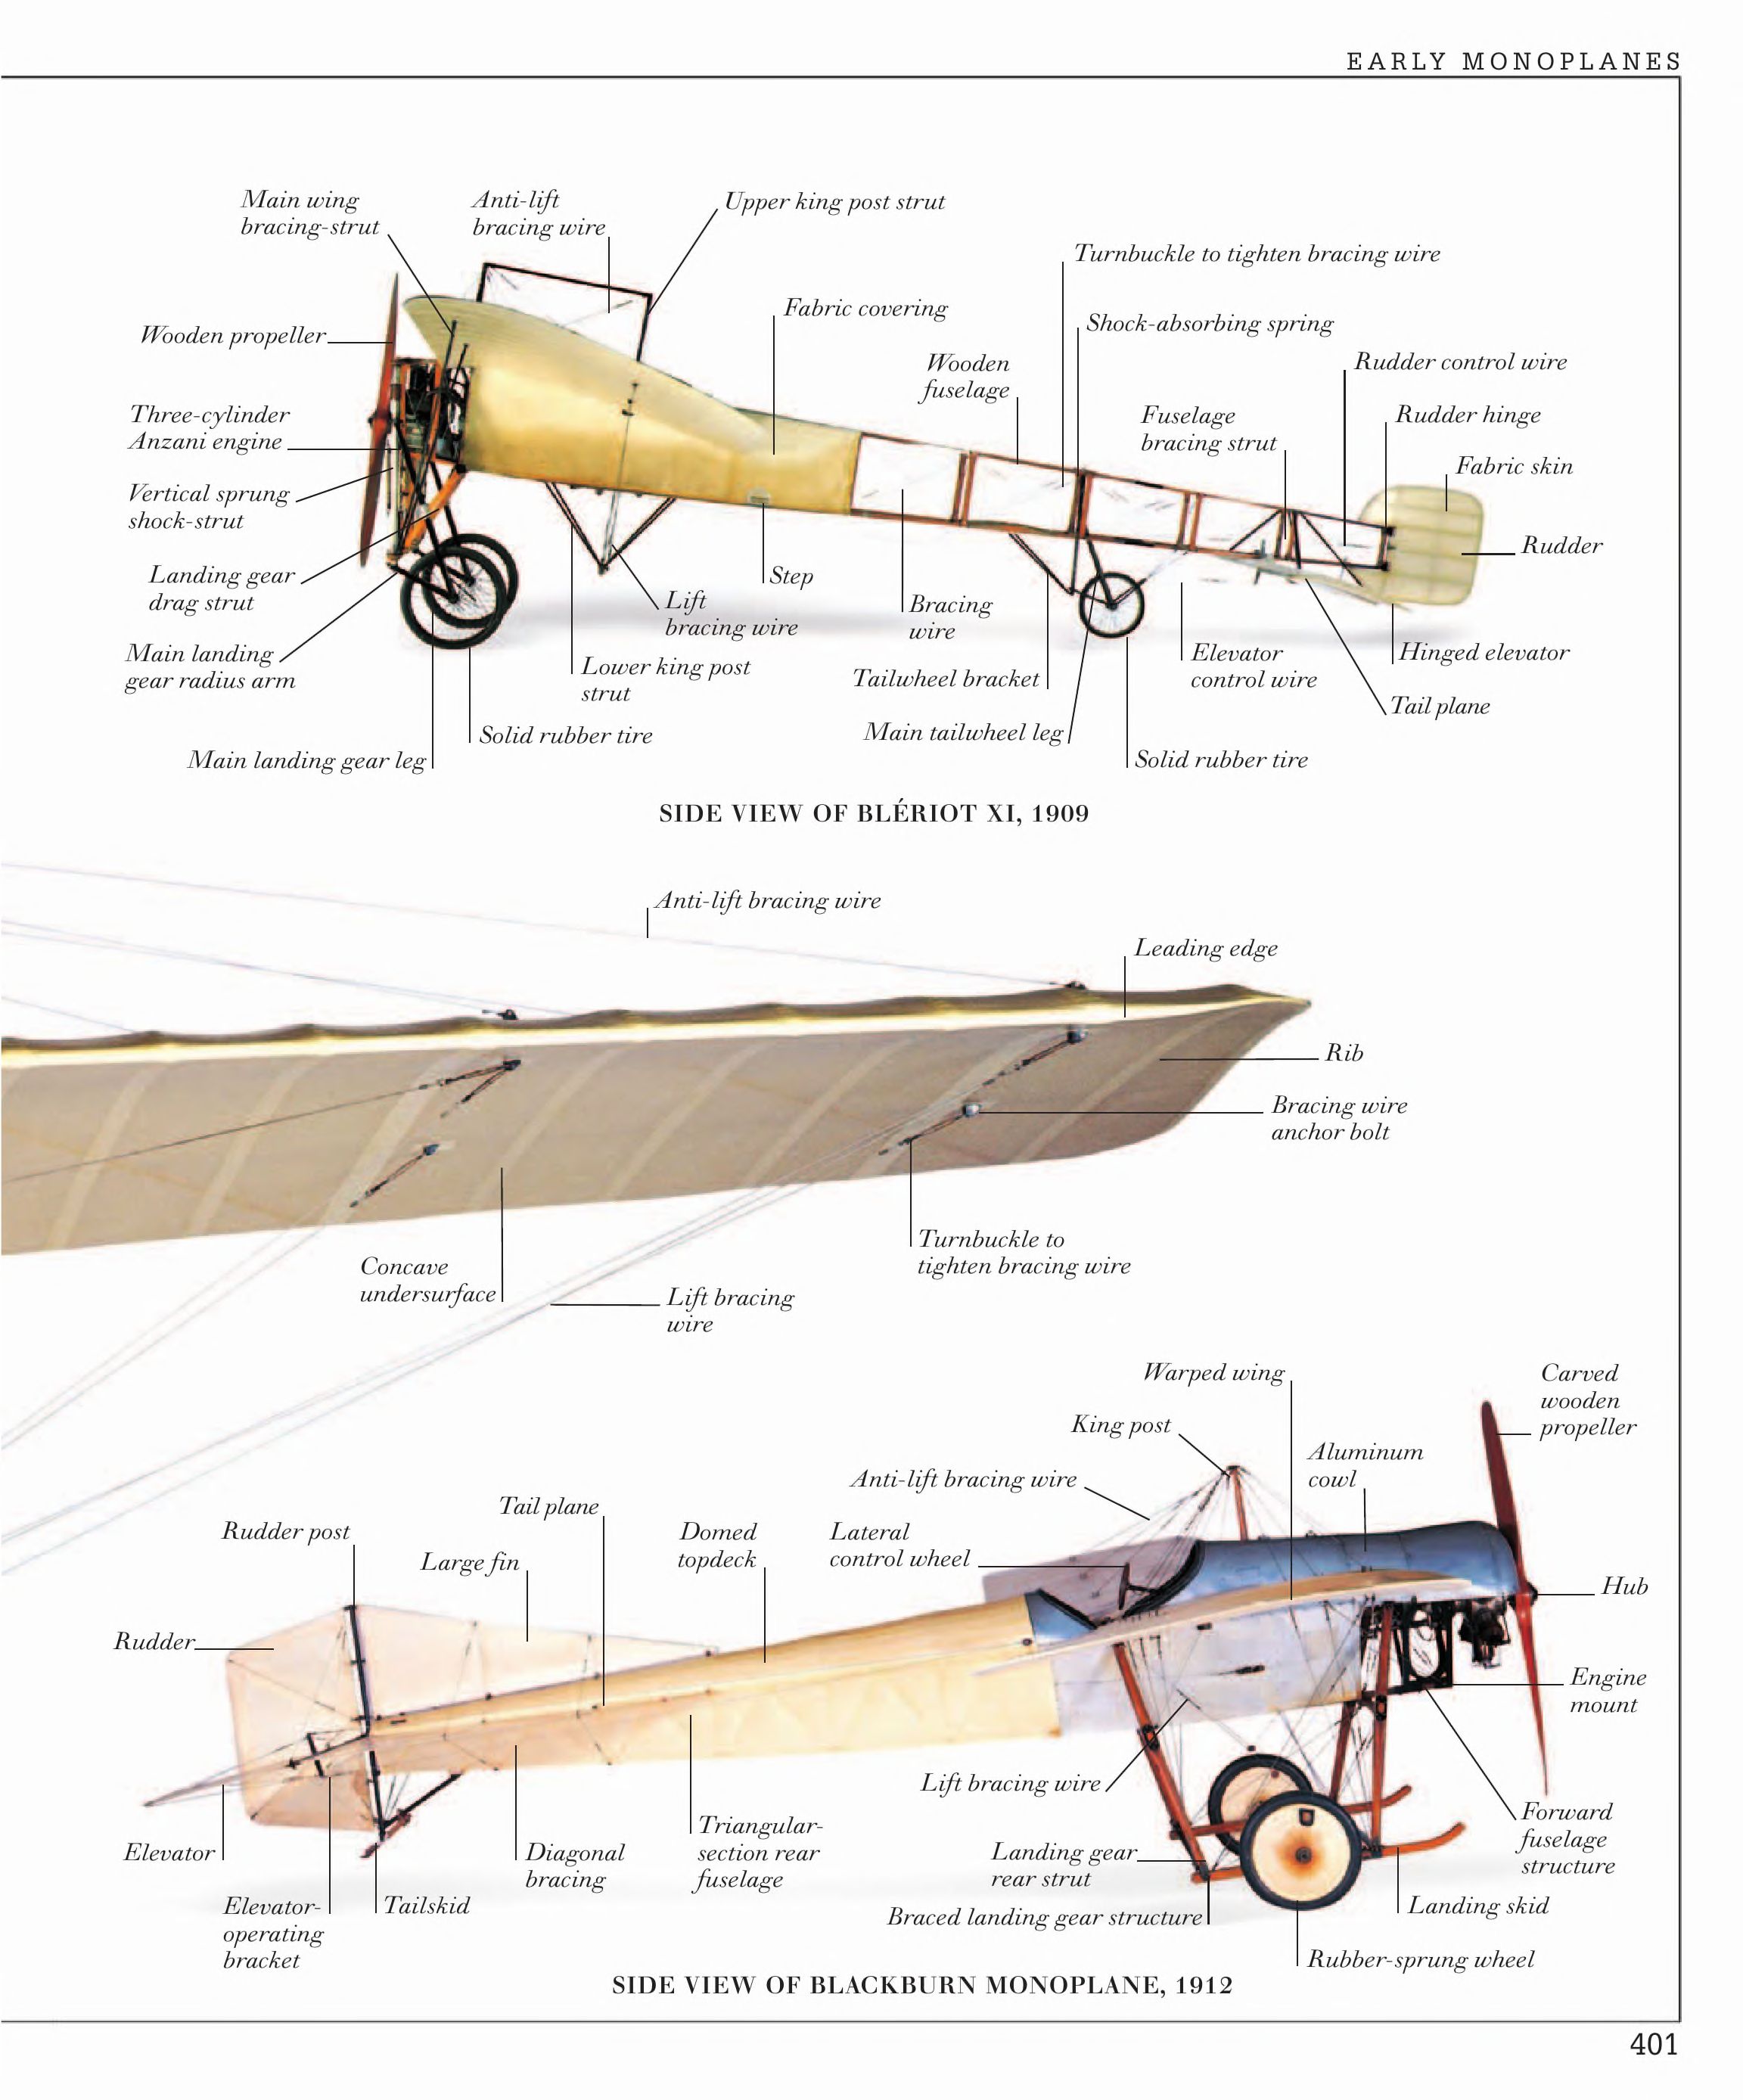 EARLY MONOPLANES
Main wing
bracing-strut
Anti-lift
bracing wire
Upper king post strut
Turnbuckle to tighten bracing wire
Wooden propeller
Fabric covering
Shock-absorbing spring
Wooden
fuselage
Rudder control wire
Three-cylinder
Anzani engine
Fuselage
bracing strut
Rudder hinge
Fabric skin
Vertical sprung
shock-strut
Rudder
Landing gear
drag strut
Step
Lift
bracing wire
Bracing
wire
Main landing
gear radius arm
Lower king post
strut
Tailwheel bracket
Elevator
control wire
Hinged elevator
Tail plane
Solid rubber tire
Main tailwheel leg
Main landing gear leg
Solid rubber tire
SIDE VIEW OF BLÉRIOT XI, 1909
Anti-lift bracing wire
Leading edge
Rib
Bracing wire
anchor bolt
Turnbuckle to
tighten bracing wire
Concave
undersurface
Lift bracing
wire
Warped wing
Carved
wooden
propeller
King post
Aluminum
cowl
Anti-lift bracing wire
Tail plane
Rudder post
Domed
topdeck
Lateral
control wheel
Large fin
Hub
Rudder
Engine
mount
Lift bracing wire
Forward
fuselage
structure
Triangular-
section rear
fuselage
Elevator
Diagonal
bracing
Landing gear
rear strut
Elevator-
operating
bracket
Tailskid
Braced landing gear structure
Landing skid
Rubber-sprung wheel
SIDE VIEW OF BLACKBURN MONOPLANE, 1912
401